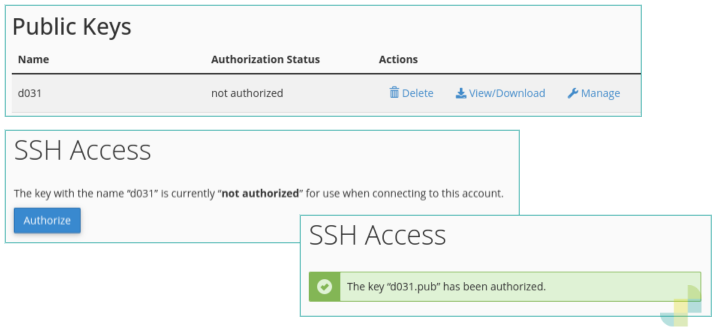 Public Keys
Name Authorization Status Actions
d031 not authorized Delete View/Download Manage
SSH Access
The key with the name “d031” is currently “not authorized” for use when connecting to this account.
Authorize
SSH Access
The key “d031.pub” has been authorized.